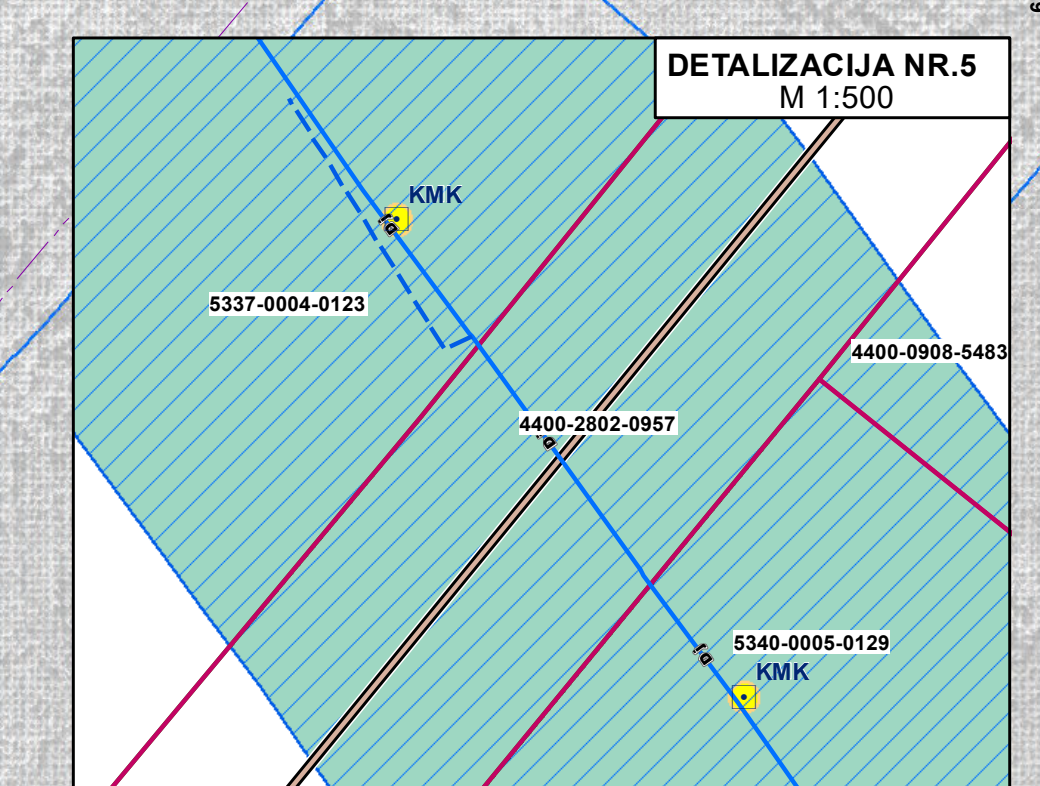 DETALIZACIJA NR.5
M 1:500
KMK
D j
5337-0004-0123
4400-0908-5483
4400-2802-0957
5340-0005-0129
D j
KMK